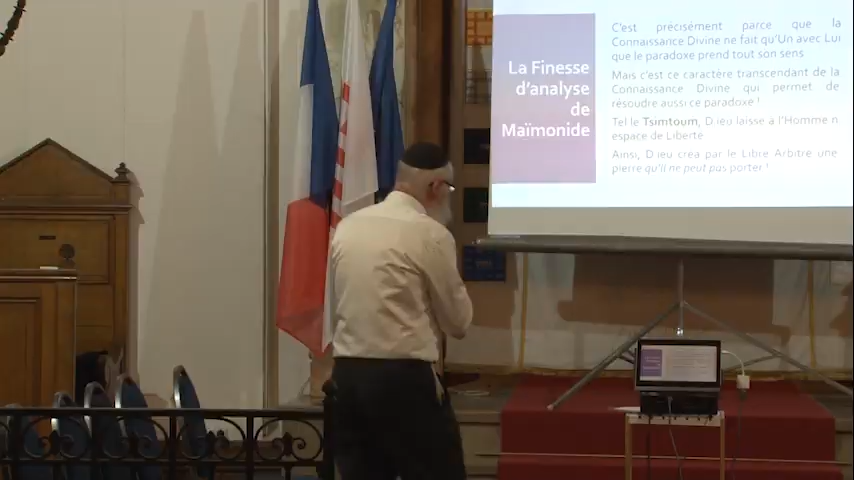 La Finesse
d'analyse
de
Maïmonide
C'est précisément parce que la
Connaissance Divine ne fait qu'Un avec Lui
que le paradoxe prend tout son sens
Mais c'est ce caractère transcendant de la
Connaissance Divine qui permet de
résoudre aussi ce paradoxe !
Tel le Tsimtoum, D.ieu laisse à l'Homme n
espace de Liberté
Ainsi, D.ieu créa par le Libre Arbitre une
pierre qu'il ne peut pas porter !